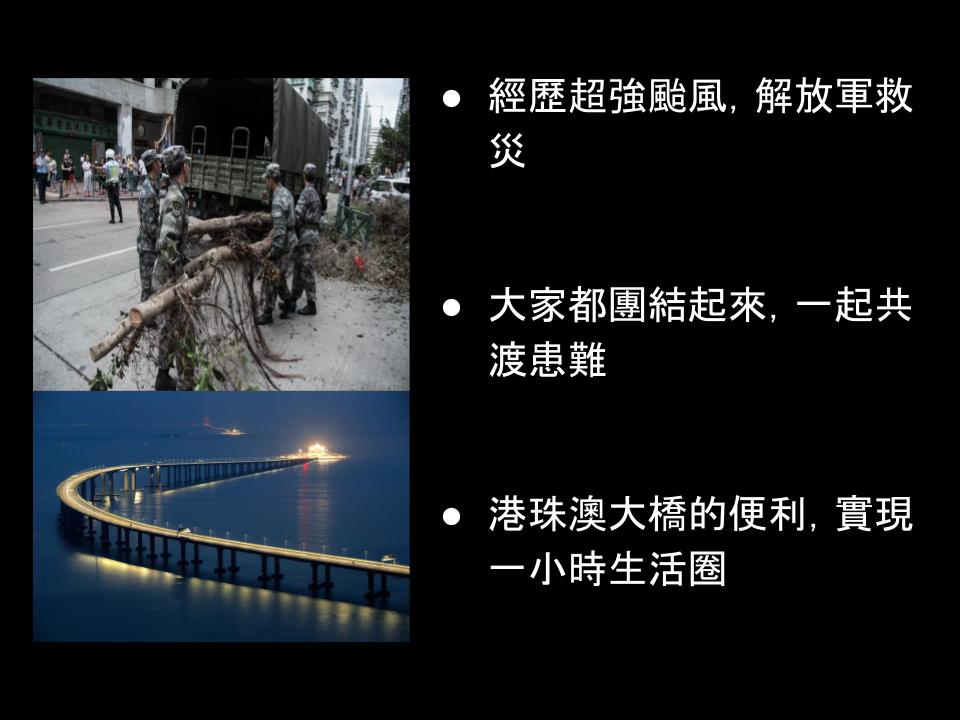 ● 經歷超強颱風，解放軍救
災
● 大家都團結起來，一起共
渡患難
● 港珠澳大橋的便利，實現
一小時生活圈